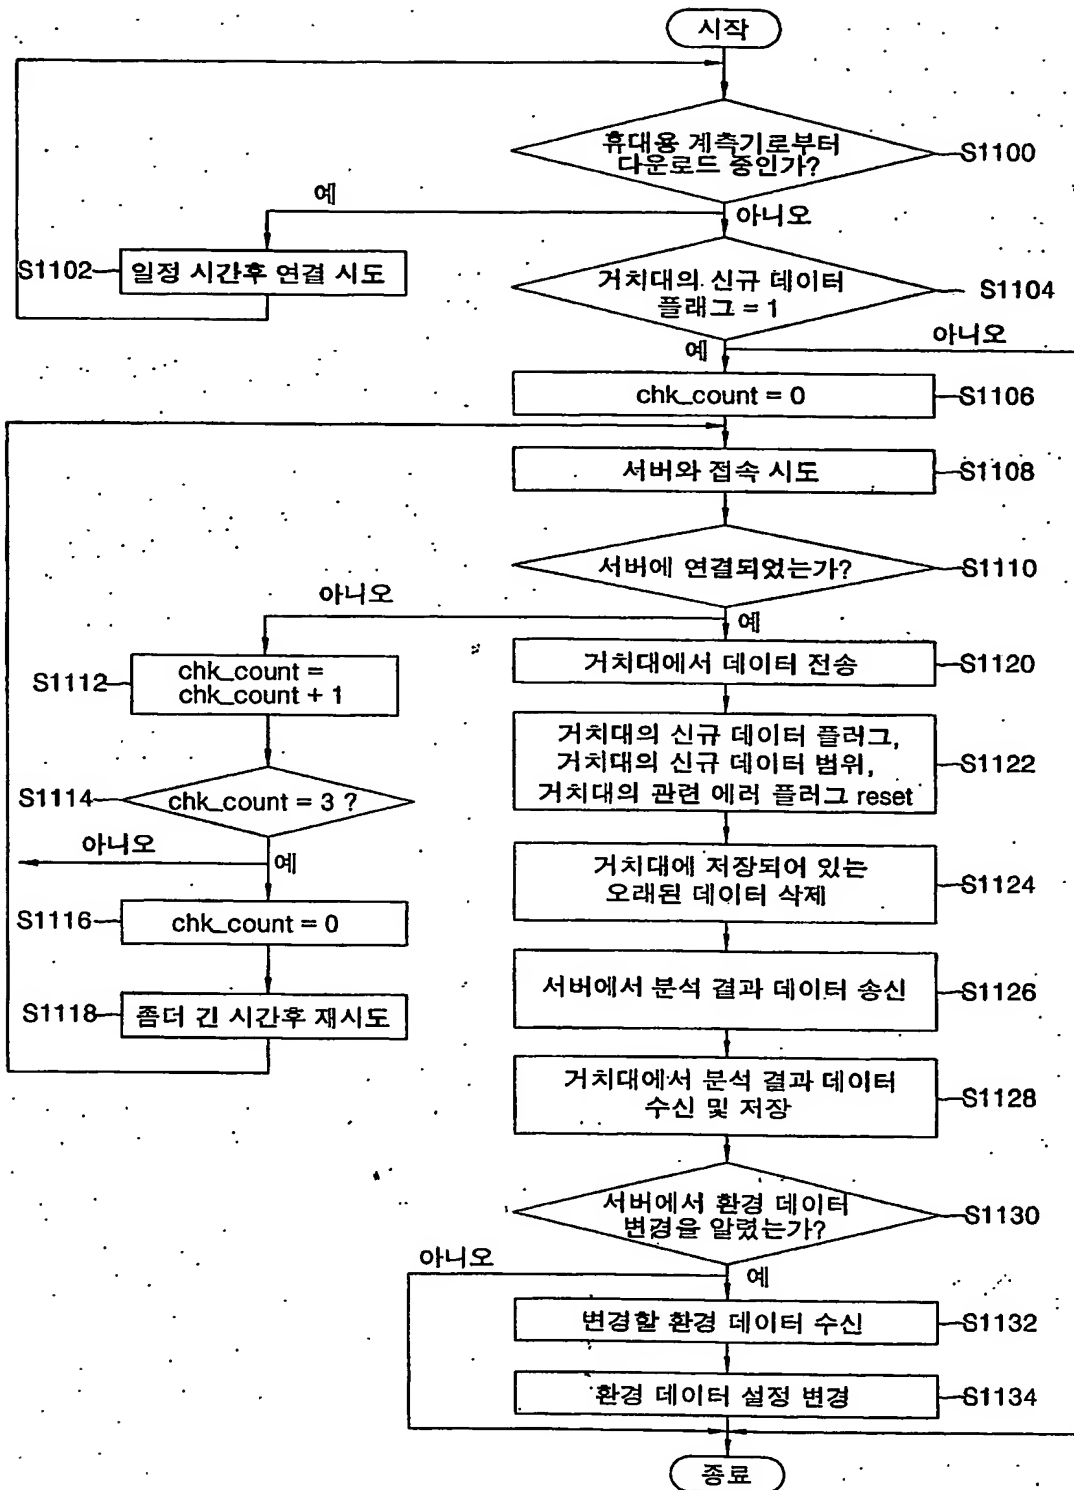 시작
휴대용 계측기로부터
다운로드 중인가?
S1100
예
아니오
S1102
일정 시간후 연결 시도
거치대의 신규 데이터
플래그 = 1
S1104
아니오
예
chk_count = 0
S1106
서버와 접속 시도
S1108
서버에 연결되었는가?
S1110
아니오
예
S1112
chk_count =
chk_count + 1
거치대에서 데이터 전송
S1120
거치대의 신규 데이터 플러그,
거치대의 신규 데이터 범위,
거치대의 관련 에러 플러그 reset
S1122
S1114
chk_count = 3 ?
아니오
예
거치대에 저장되어 있는
오래된 데이터 삭제
S1124
S1116
chk_count = 0
서버에서 분석 결과 데이터 송신
S1126
S1118
좀더 긴 시간후 재시도
거치대에서 분석 결과 데이터
수신 및 저장
S1128
서버에서 환경 데이터
변경을 알렸는가?
S1130
아니오
예
변경할 환경 데이터 수신
S1132
환경 데이터 설정 변경
S1134
종료